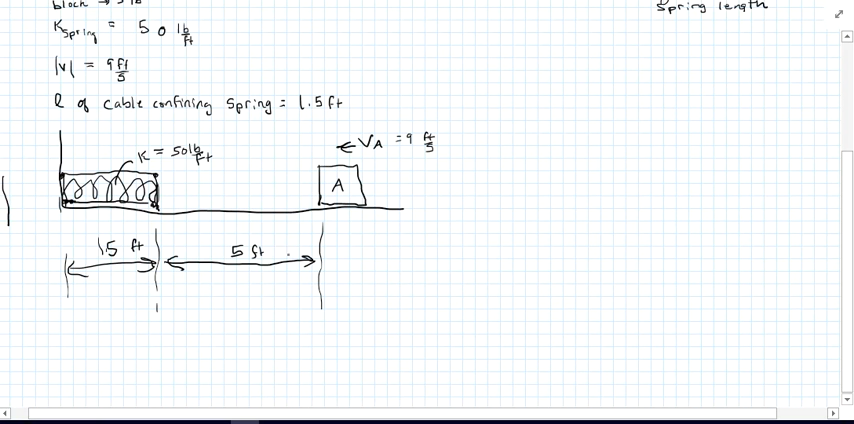 Spring length
K Spring = 50 lb/ft
|v| = 9 ft/s
l of cable confining Spring = 1.5 ft
← VA = 9 ft/s
K = 50 lb/ft
A
1.5 ft
5 ft